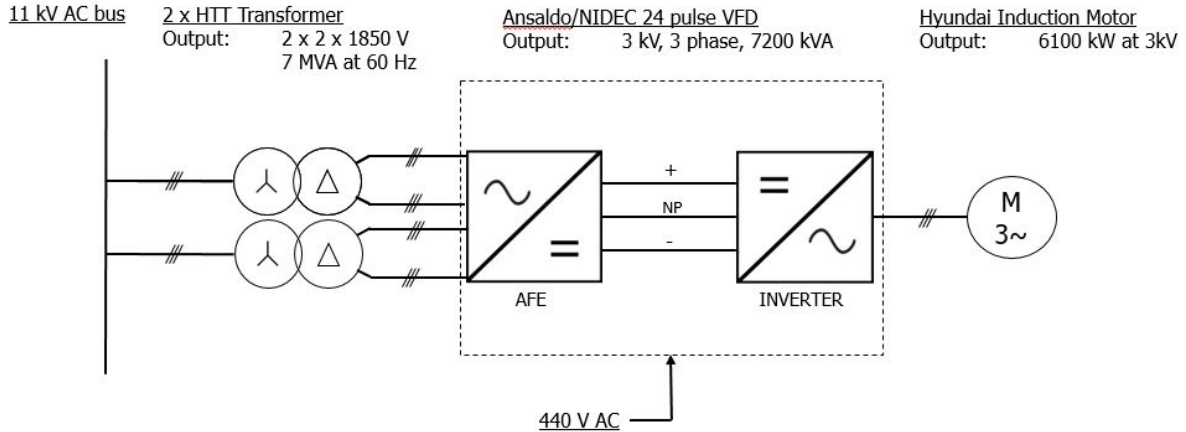 11 kV AC bus
2 x HTT Transformer
Output: 2 x 2 x 1850 V
7 MVA at 60 Hz
Ansaldo/NIDEC 24 pulse VFD
Output: 3 kV, 3 phase, 7200 kVA
Hyundai Induction Motor
Output: 6100 kW at 3kV
+
NP
-
M
3~
AFE
INVERTER
440 V AC